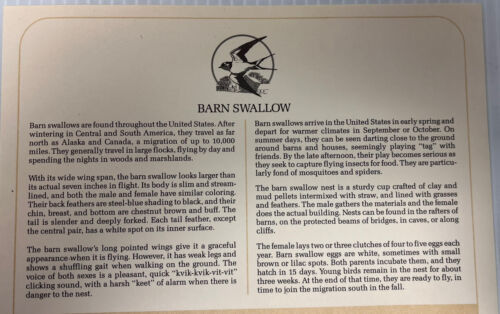 BARN SWALLOW
Barn swallows are found throughout the United States. After
wintering in Central and South America, they travel as far
north as Alaska and Canada, a migration of up to 10,000
miles. They generally travel in large flocks, flying by day and
spending the nights in woods and marshlands.
With its wide wing span, the barn swallow looks larger than
its actual seven inches in flight. Its body is slim and stream-
lined, and both the male and female have similar coloring.
Their back feathers are steel-blue shading to black, and their
chin, breast, and bottom are chestnut brown and buff. The
tail is slender and deeply forked. Each tail feather, except
the central pair, has a white spot on its inner surface.
The barn swallow's long pointed wings give it a graceful
appearance when it is flying. However, it has weak legs and
shows a shuffling gait when walking on the ground. The
voice of both sexes is a pleasant, quick "kvik-kvik-vit-vit"
clicking sound, with a harsh "keet" of alarm when there is
danger to the nest.
Barn swallows arrive in the United States in early spring and
depart for warmer climates in September or October. On
summer days, they can be seen darting close to the ground
around barns and houses, seemingly playing "tag" with
friends. By the late afternoon, their play becomes serious as
they seek to capture flying insects for food. They are particu-
larly fond of mosquitoes and spiders.
The barn swallow nest is a sturdy cup crafted of clay and
mud pellets intermixed with straw, and lined with grasses
and feathers. The male gathers the materials and the female
does the actual building. Nests can be found in the rafters of
barns, on the protected beams of bridges, in caves, or along
cliffs.
The female lays two or three clutches of four to five eggs each
year. Barn swallow eggs are white, sometimes with small
brown or lilac spots. Both parents incubate them, and they
hatch in 15 days. Young birds remain in the nest for about
three weeks. At the end of that time, they are ready to fly, in
time to join the migration south in the fall.